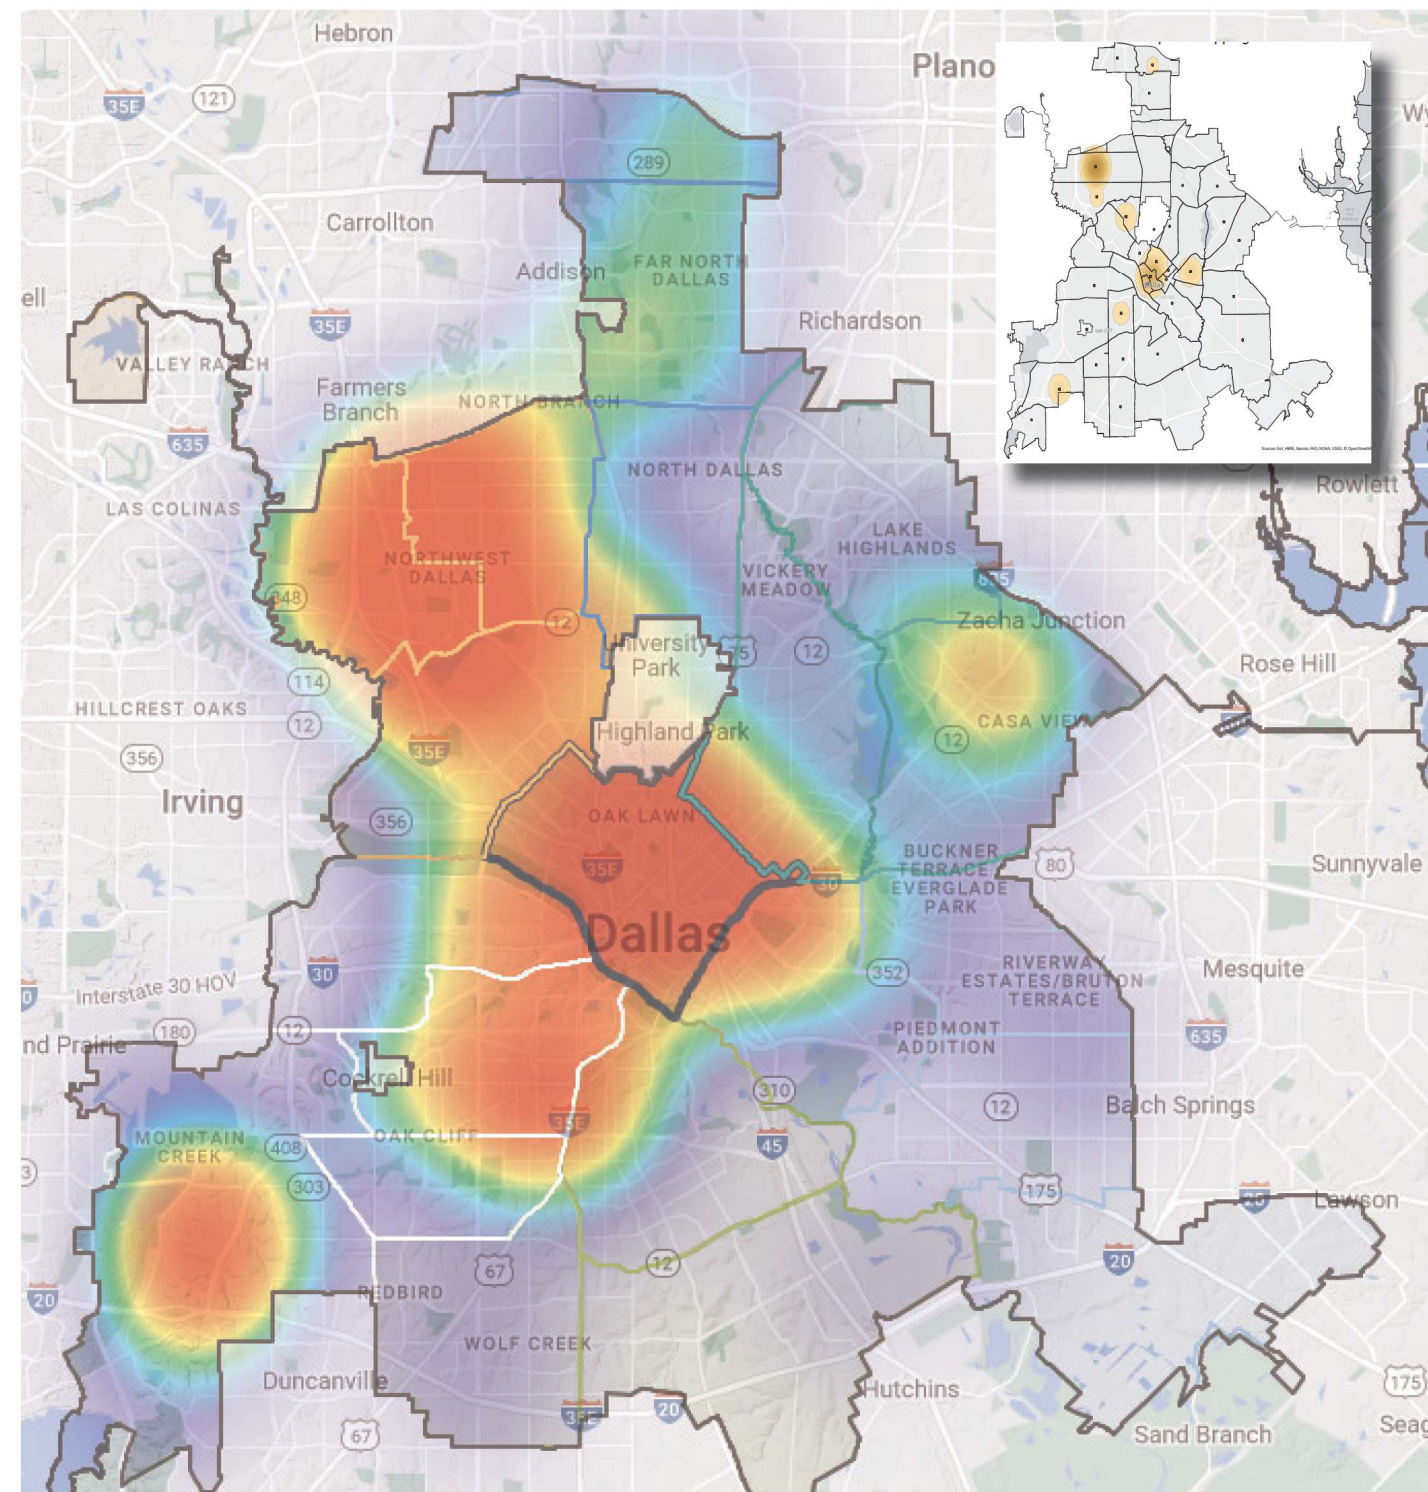 Hebron
Plano
35E
121
289
Carrollton
Addison
FAR NORTH
DALLAS
ell
35E
Richardson
VALLEY RANCH
Farmers
Branch
NORTH BRANCH
635
NORTH DALLAS
Rowlett
LAS COLINAS
LAKE
HIGHLANDS
NORTHWEST
DALLAS
VICKERY
MEADOW
635
348
12
Zacha Junction
University
Park
75
12
Rose Hill
114
HILLCREST OAKS
12
Highland Park
CASA VIEW
12
356
35E
Irving
356
OAK LAWN
35E
30
BUCKNER
TERRACE
EVERGLADE
PARK
80
Sunnyvale
Dallas
30
352
RIVERWAY
ESTATES/BRUTON
TERRACE
Mesquite
Interstate 30 HOV
180
12
nd Prairie
PIEDMONT
ADDITION
635
Cockrell Hill
310
12
Balch Springs
35E
MOUNTAIN
CREEK
408
OAK CLIFF
45
303
175
20
Lawson
67
12
20
20
REDBIRD
WOLF CREEK
Duncanville
Hutchins
175
35E
20
67
Sand Branch
Seag